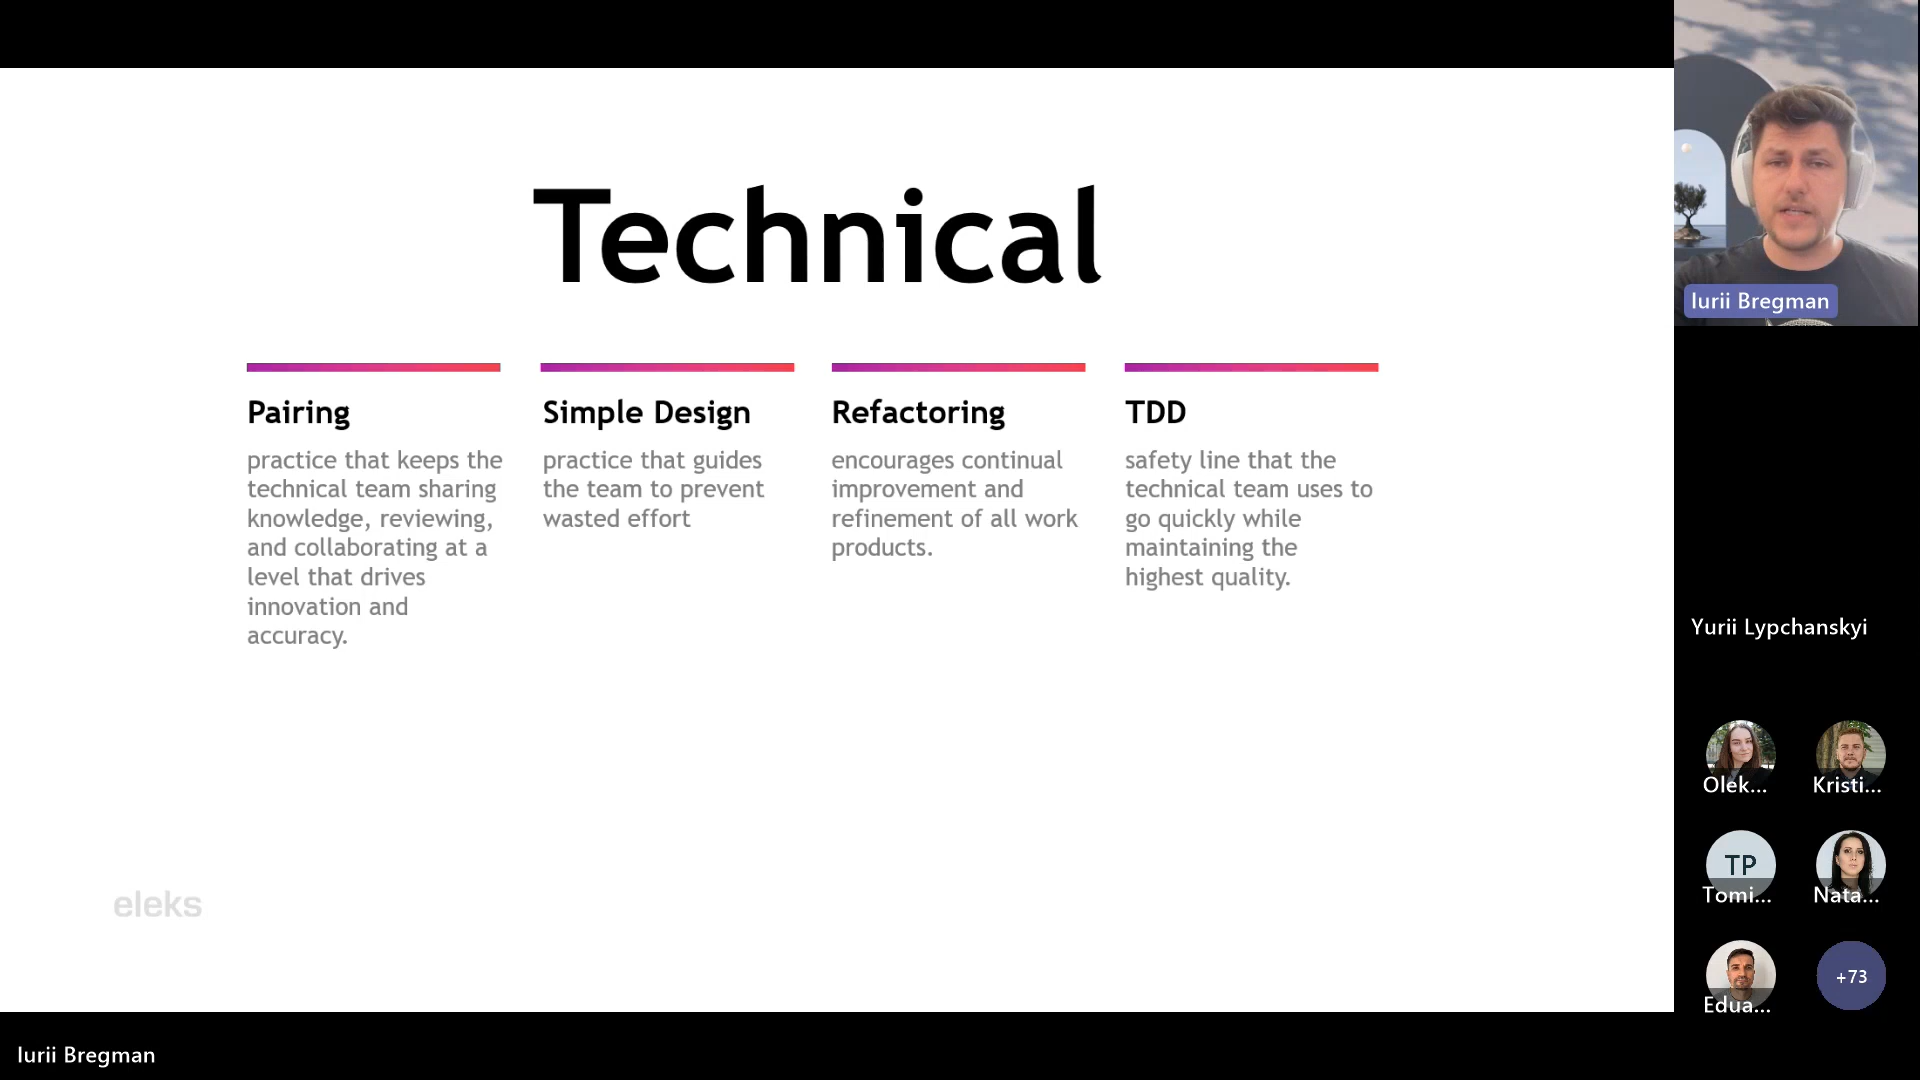 Technical
Pairing
practice that keeps the
technical team sharing
knowledge, reviewing,
and collaborating at a
level that drives
innovation and
accuracy.
Simple Design
practice that guides
the team to prevent
wasted effort
Refactoring
encourages continual
improvement and
refinement of all work
products.
TDD
safety line that the
technical team uses to
go quickly while
maintaining the
highest quality.
eleks
Iurii Bregman
Yurii Lypchanskyi
Olek...
Kristi...
TP
Tomi...
Nata...
Edua...
+73
Iurii Bregman